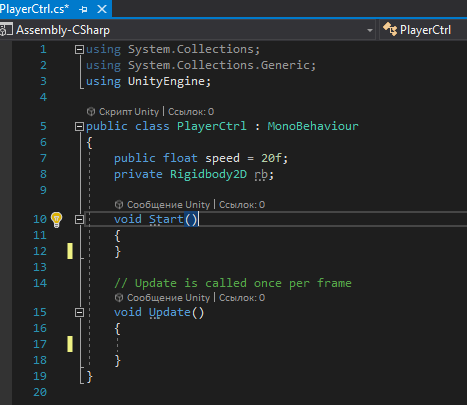 PlayerCtrl.cs*
Assembly-CSharp PlayerCtrl
1 using System.Collections;
2 using System.Collections.Generic;
3 using UnityEngine;
4
Скрипт Unity | Ссылок: 0
5 public class PlayerCtrl : MonoBehaviour
6 {
7 public float speed = 20f;
8 private Rigidbody2D rb;
9
Сообщение Unity | Ссылок: 0
10 void Start()
11 {
12 }
13
14 // Update is called once per frame
Сообщение Unity | Ссылок: 0
15 void Update()
16 {
17
18 }
19 }
20